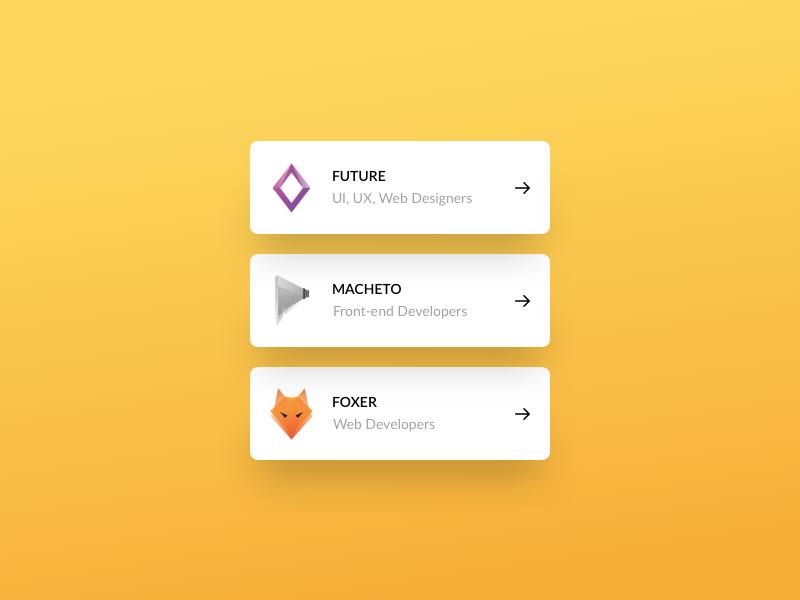 FUTURE
UI, UX, Web Designers
MACHETO
Front-end Developers
FOXER
Web Developers